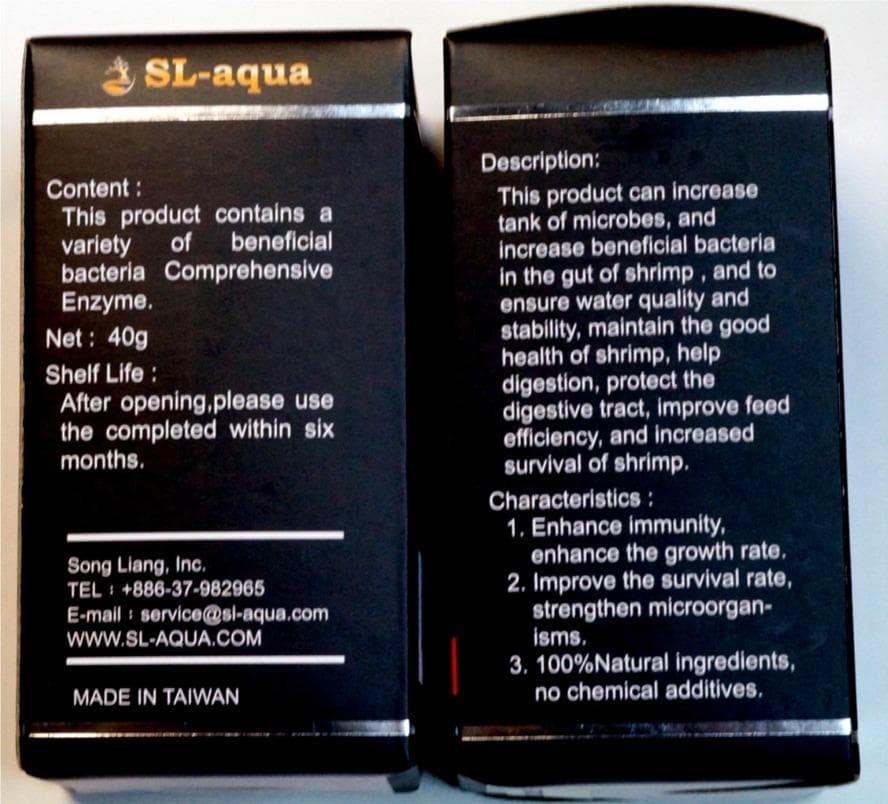 SL-aqua
Content :
This product contains a
variety of beneficial
bacteria Comprehensive
Enzyme.
Net : 40g
Shelf Life :
After opening,please use
the completed within six
months.
Song Liang, Inc.
TEL : +886-37-982965
E-mail : service@sl-aqua.com
WWW.SL-AQUA.COM
MADE IN TAIWAN
Description:
This product can increase
tank of microbes, and
increase beneficial bacteria
in the gut of shrimp , and to
ensure water quality and
stability, maintain the good
health of shrimp, help
digestion, protect the
digestive tract, improve feed
efficiency, and increased
survival of shrimp.
Characteristics :
1. Enhance immunity,
enhance the growth rate.
2. Improve the survival rate,
strengthen microorgan-
isms.
3. 100%Natural ingredients,
no chemical additives.